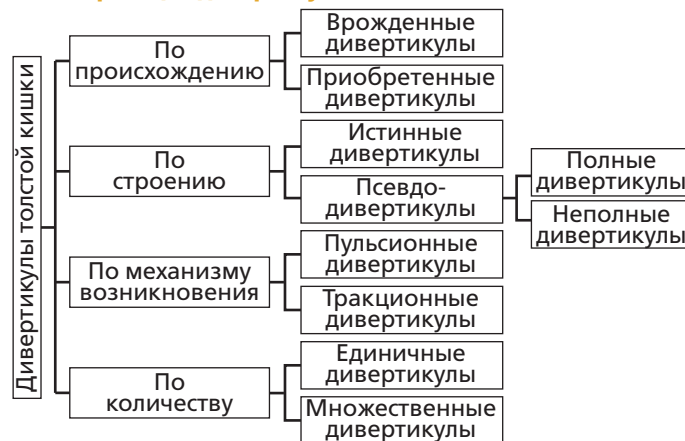 Дивертикулы толстой кишки
По
происхождению
Врожденные
дивертикулы
Приобретенные
дивертикулы
По
строению
Истинные
дивертикулы
Псевдо-
дивертикулы
Полные
дивертикулы
Неполные
дивертикулы
По механизму
возникновения
Пульсионные
дивертикулы
Тракционные
дивертикулы
По
количеству
Единичные
дивертикулы
Множественные
дивертикулы